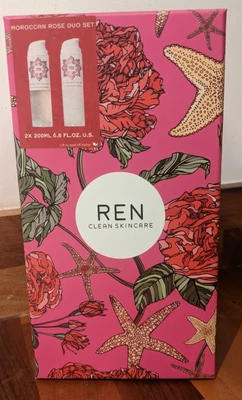 MOROCCAN ROSE DUO SET
2X 200ML 6.8 FL.OZ. U.S.
REN
CLEAN SKINCARE